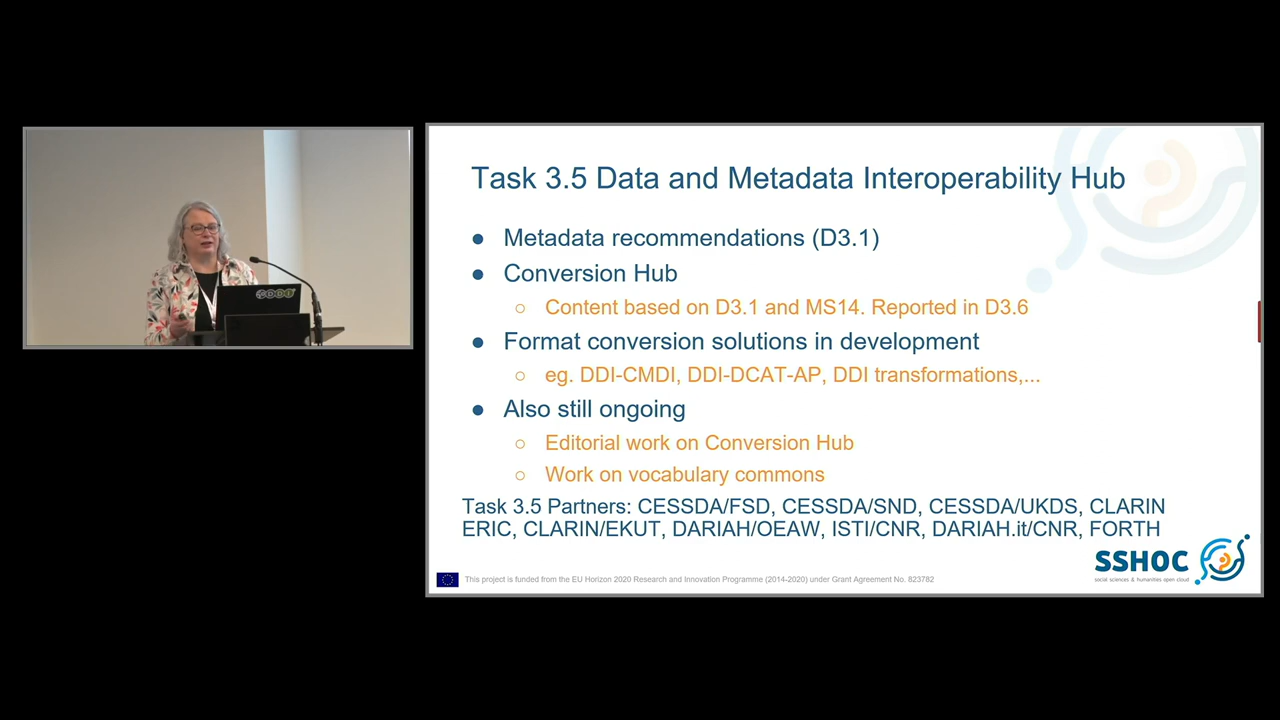 DDI
Task 3.5 Data and Metadata Interoperability Hub
● Metadata recommendations (D3.1)
● Conversion Hub
○ Content based on D3.1 and MS14. Reported in D3.6
● Format conversion solutions in development
○ eg. DDI-CMDI, DDI-DCAT-AP, DDI transformations,...
● Also still ongoing
○ Editorial work on Conversion Hub
○ Work on vocabulary commons
Task 3.5 Partners: CESSDA/FSD, CESSDA/SND, CESSDA/UKDS, CLARIN
ERIC, CLARIN/EKUT, DARIAH/OEAW, ISTI/CNR, DARIAH.it/CNR, FORTH
SSHOC
social sciences & humanities open cloud
This project is funded from the EU Horizon 2020 Research and Innovation Programme (2014-2020) under Grant Agreement No. 823782